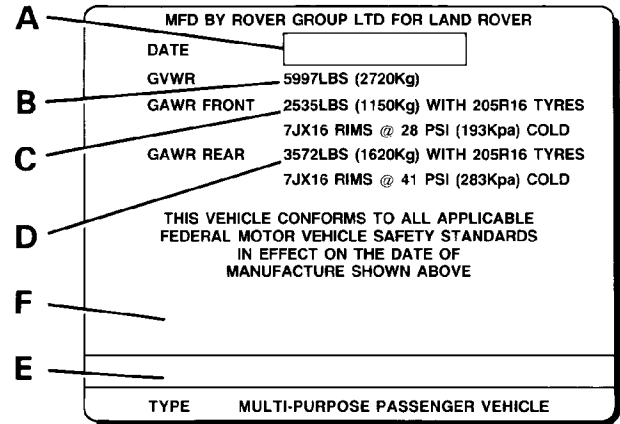 MFD BY ROVER GROUP LTD FOR LAND ROVER
A
DATE
GVWR 5997LBS (2720Kg)
B
GAWR FRONT 2535LBS (1150Kg) WITH 205R16 TYRES
7JX16 RIMS @ 28 PSI (193Kpa) COLD
C
GAWR REAR 3572LBS (1620Kg) WITH 205R16 TYRES
7JX16 RIMS @ 41 PSI (283Kpa) COLD
D
THIS VEHICLE CONFORMS TO ALL APPLICABLE
FEDERAL MOTOR VEHICLE SAFETY STANDARDS
IN EFFECT ON THE DATE OF
MANUFACTURE SHOWN ABOVE
F
E
TYPE MULTI-PURPOSE PASSENGER VEHICLE